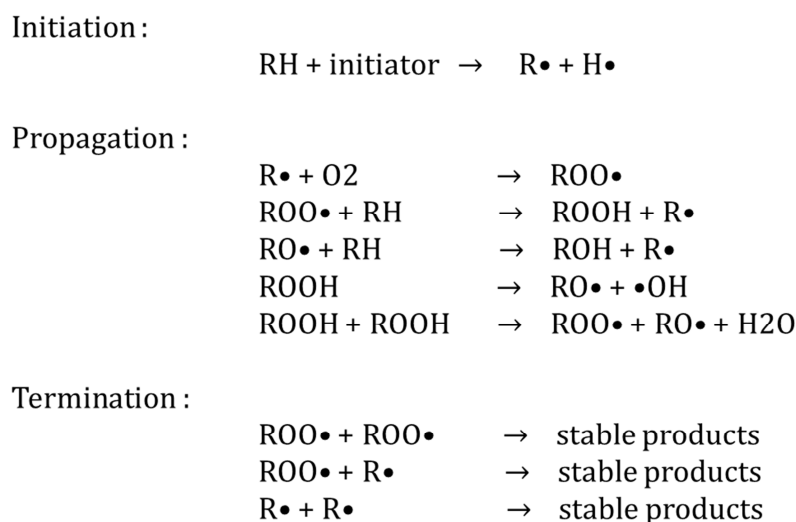 Initiation :
RH + initiator → R• + H•
Propagation :
R• + O2 → ROO•
ROO• + RH → ROOH + R•
RO• + RH → ROH + R•
ROOH → RO• + •OH
ROOH + ROOH → ROO• + RO• + H2O
Termination :
ROO• + ROO• → stable products
ROO• + R• → stable products
R• + R• → stable products